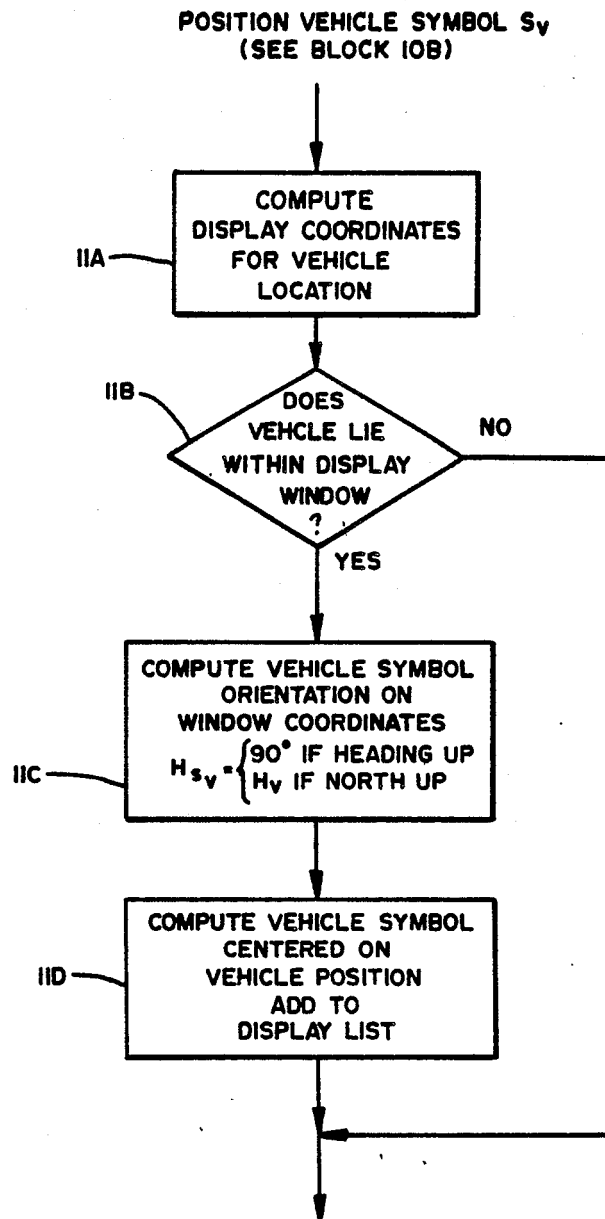 POSITION VEHICLE SYMBOL Sv
(SEE BLOCK 10B)
COMPUTE
DISPLAY COORDINATES
FOR VEHICLE
LOCATION
11A
DOES
VEHCLE LIE
WITHIN DISPLAY
WINDOW
?
11B
NO
YES
COMPUTE VEHICLE SYMBOL
ORIENTATION ON
WINDOW COORDINATES
Hsv = { 90° IF HEADING UP
Hv IF NORTH UP
11C
COMPUTE VEHICLE SYMBOL
CENTERED ON
VEHICLE POSITION
ADD TO
DISPLAY LIST
11D